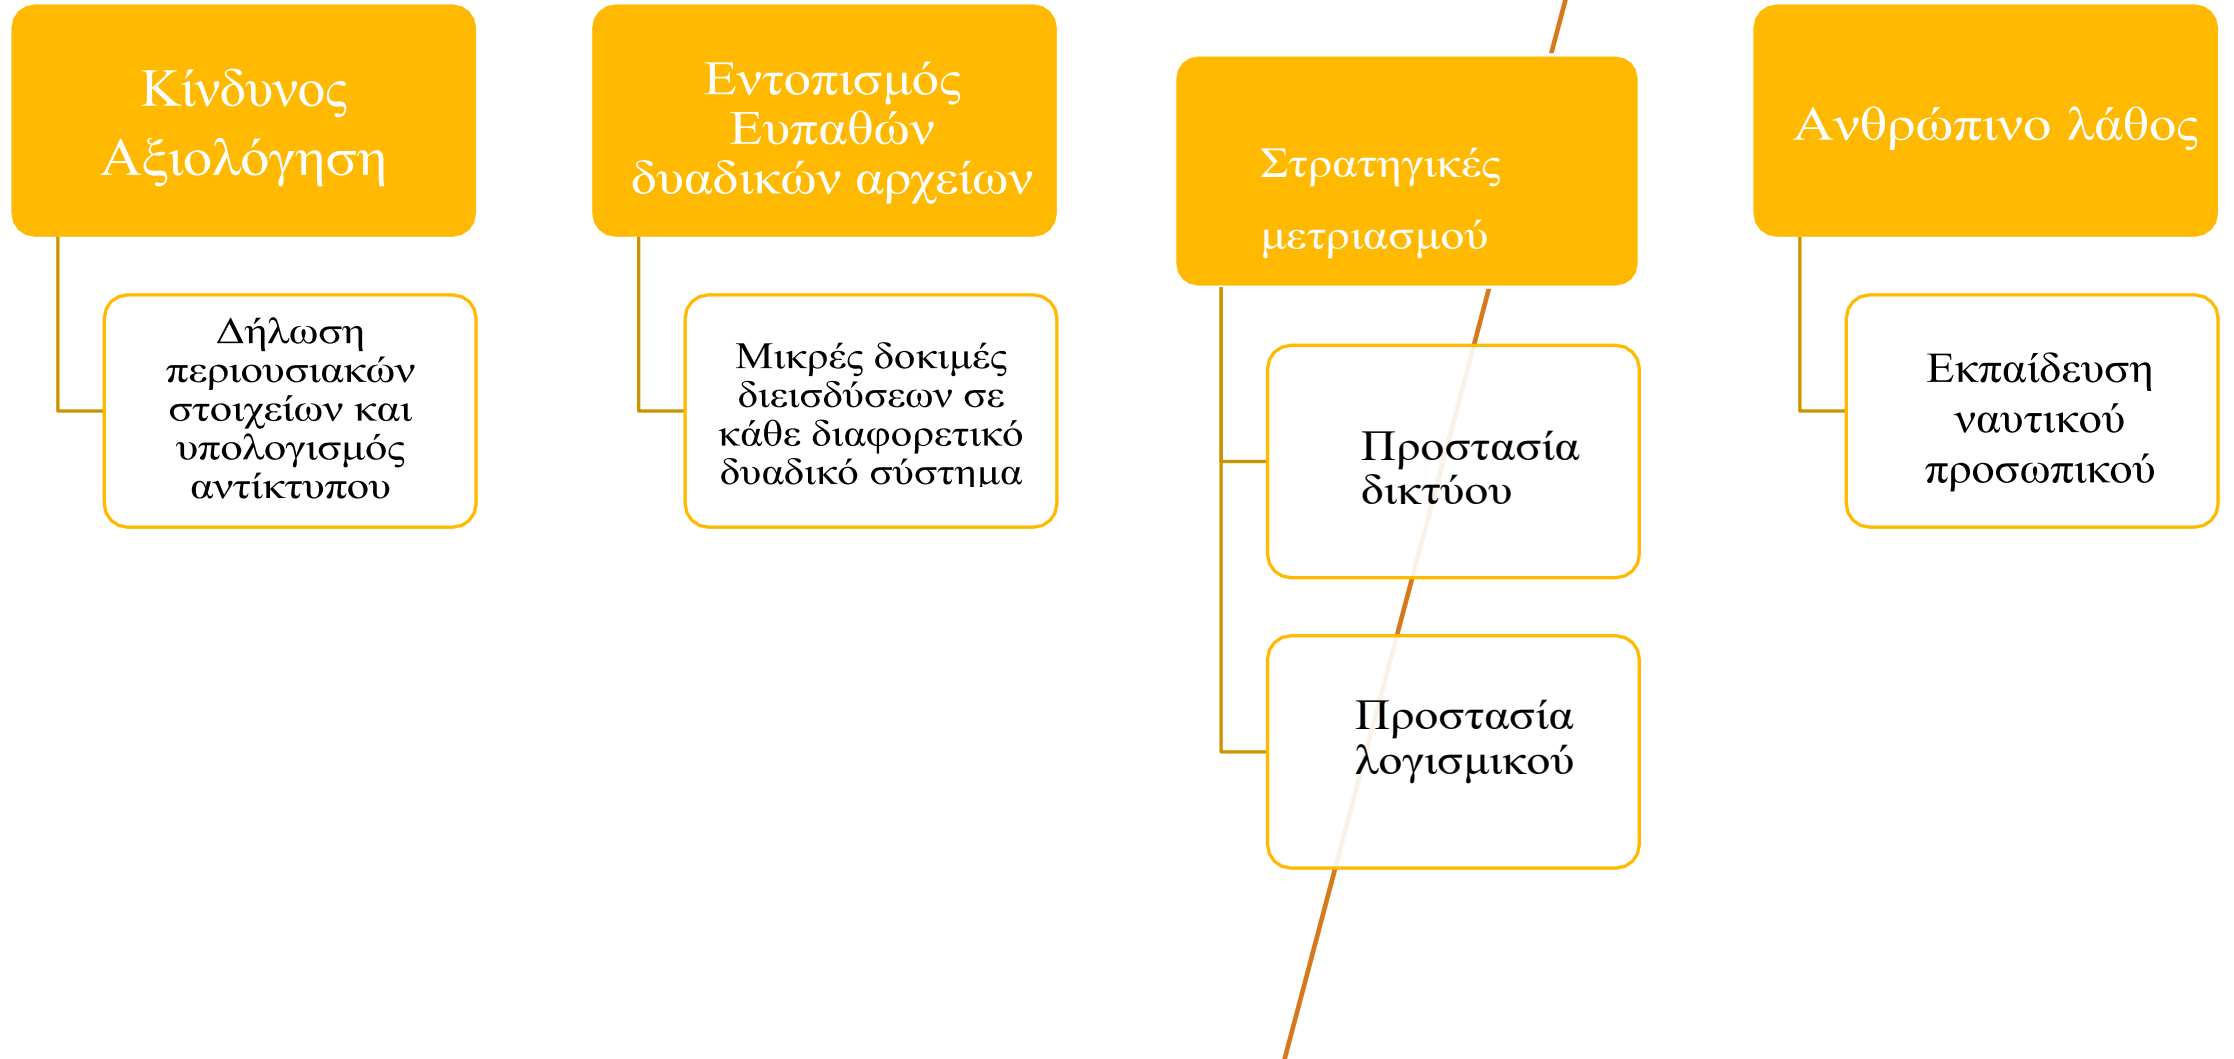 Κίνδυνος
Αξιολόγηση
Δήλωση
περιουσιακών
στοιχείων και
υπολογισμός
αντίκτυπου
Εντοπισμός
Ευπαθών
δυαδικών αρχείων
Μικρές δοκιμές
διεισδύσεων σε
κάθε διαφορετικό
δυαδικό σύστημα
Στρατηγικές
μετριασμού
Προστασία
δικτύου
Προστασία
λογισμικού
Ανθρώπινο λάθος
Εκπαίδευση
ναυτικού
προσωπικού